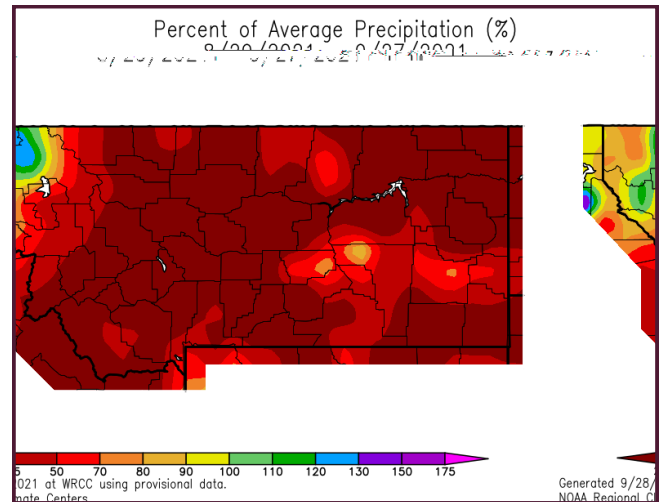 Percent of Average Precipitation (%)
5 50 70 80 90 100 110 120 130 150 175
2021 at WRCC using provisional data.
Generated 9/28/
mate Centers
NOAA Regional C